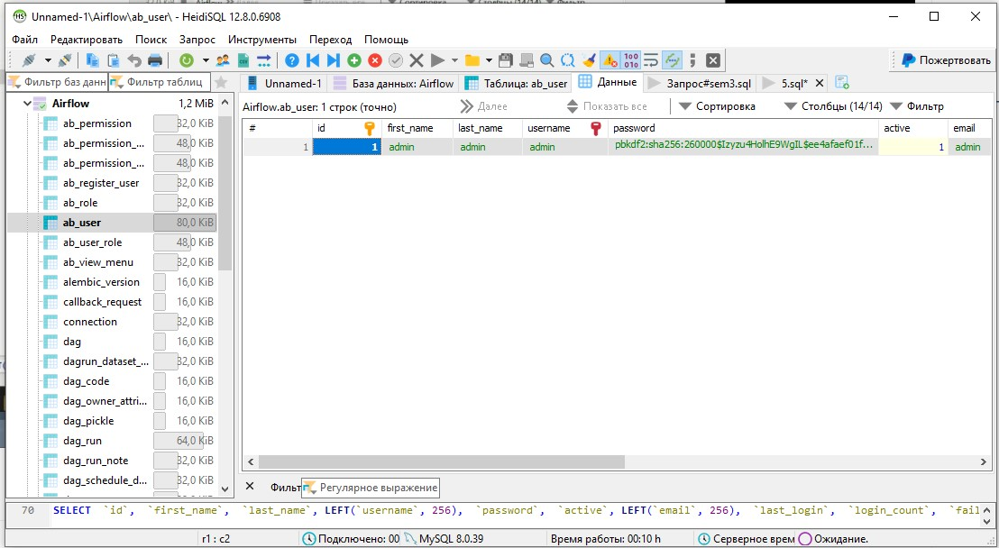 Unnamed-1\Airflow\ab_user\ - HeidiSQL 12.8.0.6908
Файл Редактировать Поиск Запрос Инструменты Переход Помощь
Пожертвовать
Фильтр баз данн Фильтр таблиц Unnamed-1 База данных: Airflow Таблица: ab_user Данные Запрос#sem3.sql 5.sql*
Airflow 1,2 MiB
ab_permission 32,0 KiB
ab_permission_... 48,0 KiB
ab_permission_... 48,0 KiB
ab_register_user 32,0 KiB
ab_role 32,0 KiB
ab_user 80,0 KiB
ab_user_role 48,0 KiB
ab_view_menu 32,0 KiB
alembic_version 16,0 KiB
callback_request 16,0 KiB
connection 32,0 KiB
dag 16,0 KiB
dagrun_dataset_... 32,0 KiB
dag_code 16,0 KiB
dag_owner_attri... 16,0 KiB
dag_pickle 16,0 KiB
dag_run 64,0 KiB
dag_run_note 32,0 KiB
dag_schedule_d... 32,0 KiB
Airflow.ab_user: 1 строк (точно) Далее Показать все Сортировка Столбцы (14/14) Фильтр
# id first_name last_name username password active email
1 1 admin admin admin pbkdf2:sha256:260000$Izyzu4HolhE9WgIL$ee4afaef01f... 1 admin
Фильт Регулярное выражение
70 SELECT `id`, `first_name`, `last_name`, LEFT(`username`, 256), `password`, `active`, LEFT(`email`, 256), `last_login`, `login_count`, `fail
r1 : c2 Подключено: 00 MySQL 8.0.39 Время работы: 00:10 h Серверное врем Ожидание.